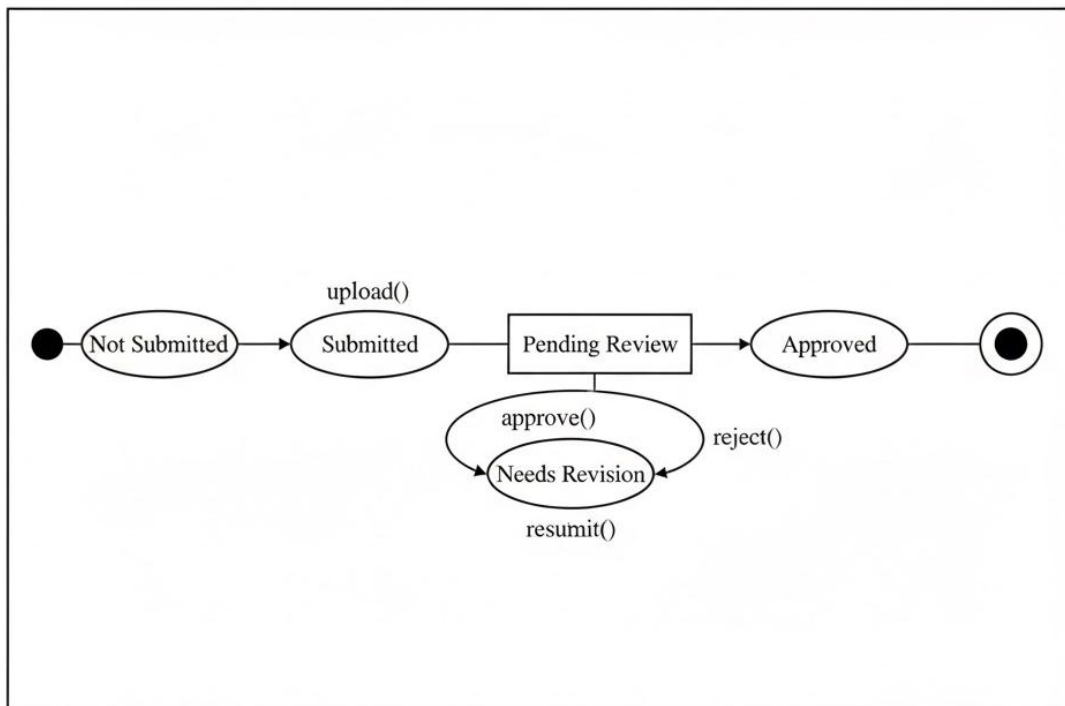 upload()
Not Submitted
Submitted
Pending Review
Approved
approve()
reject()
Needs Revision
resumit()